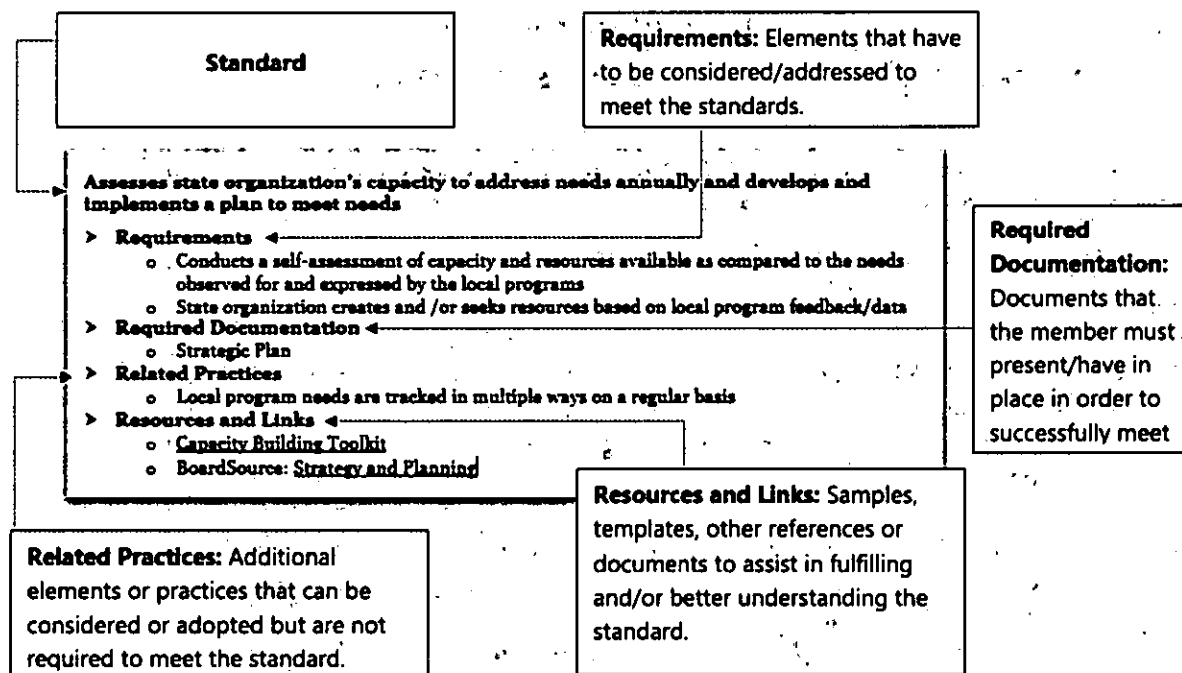 Standard
Requirements: Elements that have
to be considered/addressed to
meet the standards.
Assesses state organization's capacity to address needs annually and develops and
implements a plan to meet needs
➢ Requirements
o Conducts a self-assessment of capacity and resources available as compared to the needs
observed for and expressed by the local programs
o State organization creates and /or seeks resources based on local program feedback/data
➢ Required Documentation
o Strategic Plan
➢ Related Practices
o Local program needs are tracked in multiple ways on a regular basis
➢ Resources and Links
o Capacity Building Toolkit
o BoardSource: Strategy and Planning
Required
Documentation:
Documents that
the member must
present/have in
place in order to
successfully meet
Resources and Links: Samples,
templates, other references or
documents to assist in fulfilling
and/or better understanding the
standard.
Related Practices: Additional
elements or practices that can be
considered or adopted but are not
required to meet the standard.